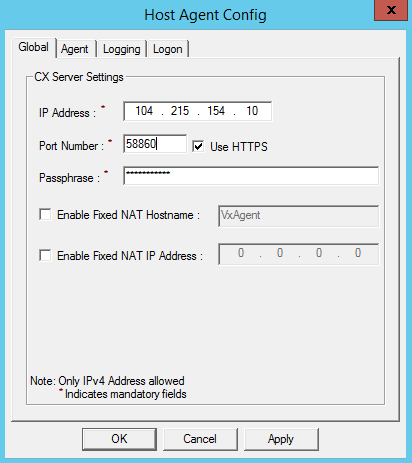 Host Agent Config
x
Global Agent Logging Logon
CX Server Settings
IP Address : * 104 . 215 . 154 . 10
Port Number : * 58860 Use HTTPS
Passphrase : * ***********
Enable Fixed NAT Hostname : VxAgent
Enable Fixed NAT IP Address : 0 . 0 . 0 . 0
Note: Only IPv4 Address allowed
* Indicates mandatory fields
OK Cancel Apply